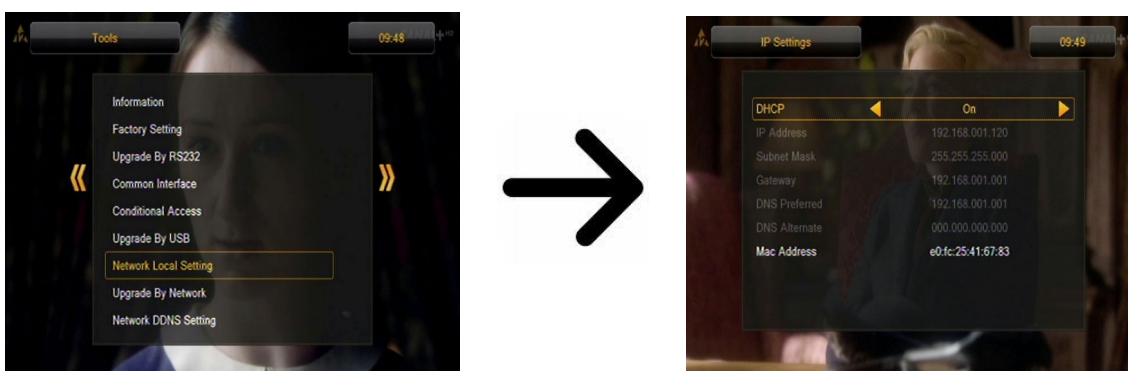 Tools
09:48
Information
Factory Setting
Upgrade By RS232
Common Interface
Conditional Access
Upgrade By USB
Network Local Setting
Upgrade By Network
Network DDNS Setting
IP Settings
09:49
DHCP On
IP Address 192.168.001.120
Subnet Mask 255.255.255.000
Gateway 192.168.001.001
DNS Preferred 192.168.001.001
DNS Alternate 000.000.000.000
Mac Address e0:fc:25:41:67:83